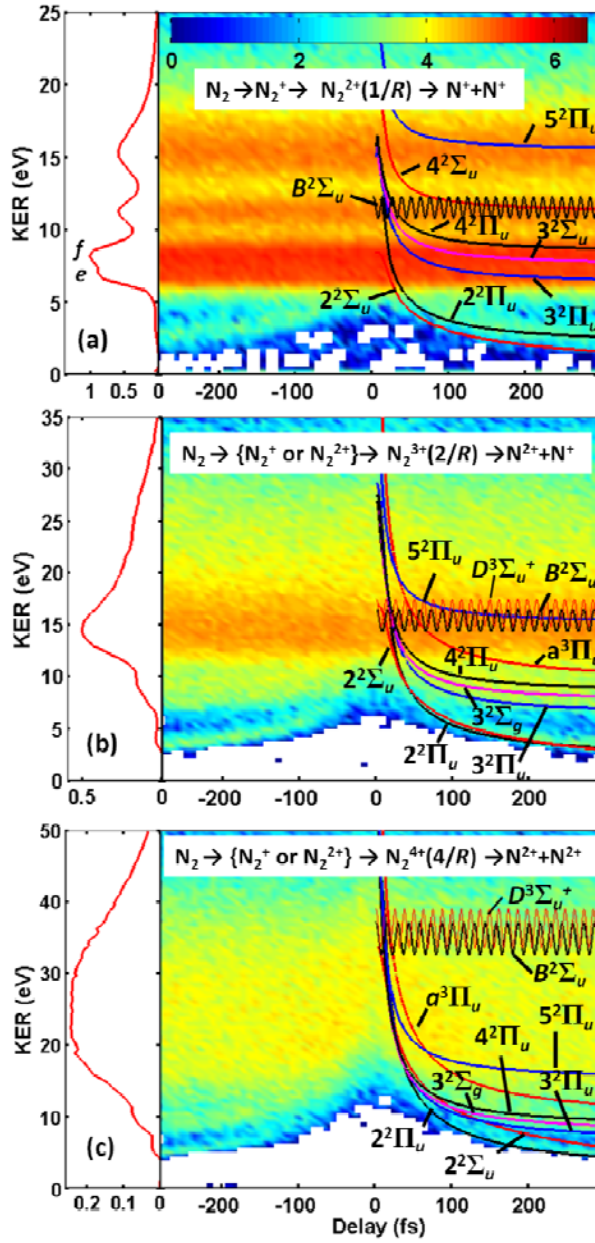 25
0 2 4 6
N₂ →N₂⁺→ N₂²⁺(1/R) → N⁺+N⁺
20
5²Πᵤ
4²Σᵤ
15
B²Σᵤ
KER (eV)
4²Πᵤ
3²Σᵤ
10
f
e
3²Πᵤ
2²Σᵤ
2²Πᵤ
5
(a)
0
1 0.5 -200 -100 0 100 200
35
N₂ → {N₂⁺ or N₂²⁺}→ N₂³⁺(2/R) →N²⁺+N⁺
30
25
5²Πᵤ
D³Σᵤ⁺
B²Σᵤ
20
KER (eV)
15
a³Πᵤ
4²Πᵤ
2²Σᵤ
10
3²Σg
5
(b)
2²Πᵤ
3²Πᵤ
0
0.5 0 -200 -100 0 100 200
50
N₂ → {N₂⁺ or N₂²⁺} → N₂⁴⁺(4/R) →N²⁺+N²⁺
40
D³Σᵤ⁺
B²Σᵤ
30
KER (eV)
a³Πᵤ
5²Πᵤ
20
4²Πᵤ
3²Σg
3²Πᵤ
10
(c)
2²Πᵤ
2²Σᵤ
0
0.2 0.1 0 -200 -100 0 100 200
Delay (fs)